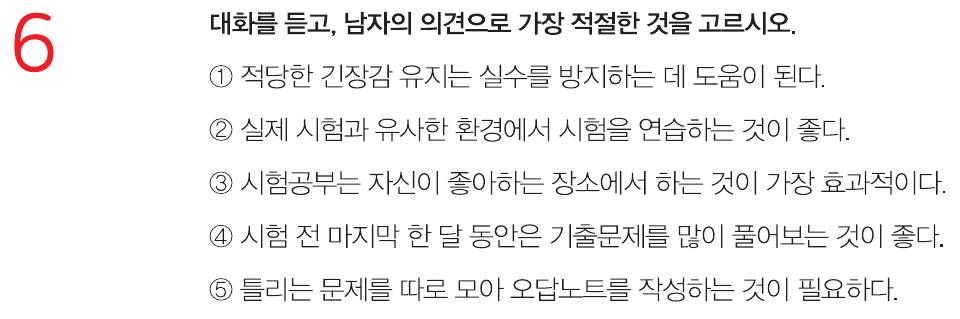 6
대화를 듣고, 남자의 의견으로 가장 적절한 것을 고르시오.
① 적당한 긴장감 유지는 실수를 방지하는 데 도움이 된다.
② 실제 시험과 유사한 환경에서 시험을 연습하는 것이 좋다.
③ 시험공부는 자신이 좋아하는 장소에서 하는 것이 가장 효과적이다.
④ 시험 전 마지막 한 달 동안은 기출문제를 많이 풀어보는 것이 좋다.
⑤ 틀리는 문제를 따로 모아 오답노트를 작성하는 것이 필요하다.